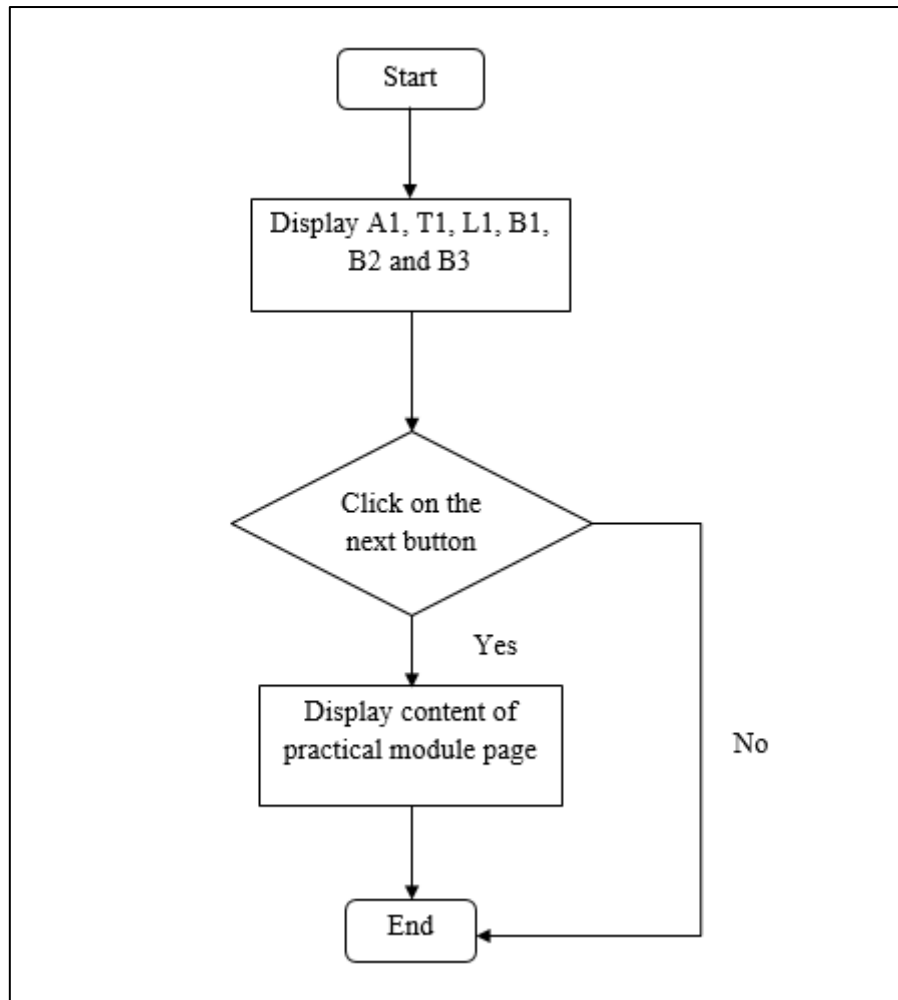 Start
Display A1, T1, L1, B1,
B2 and B3
Click on the
next button
Yes
Display content of
practical module page
No
End